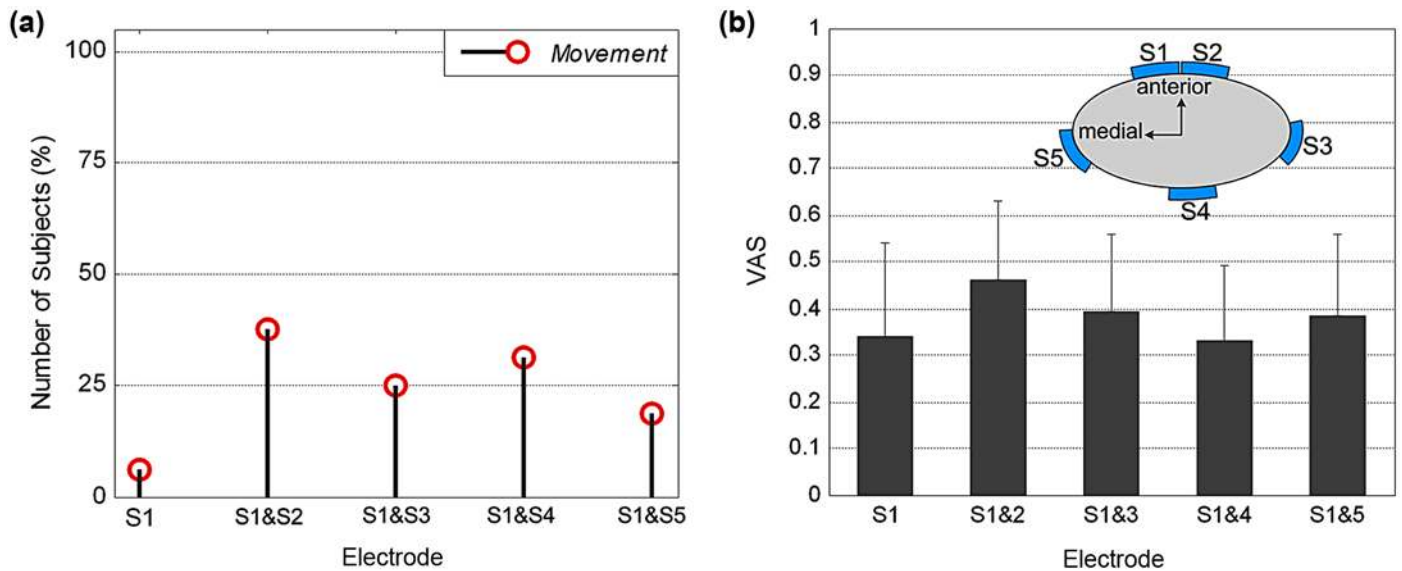 (a)
Movement
100
75
50
25
0
Number of Subjects (%)
S1 S1&S2 S1&S3 S1&S4 S1&S5
Electrode
(b)
1
0.9
0.8
0.7
0.6
0.5
0.4
0.3
0.2
0.1
0
VAS
S1 S2
anterior
medial
S3
S5
S4
S1 S1&2 S1&3 S1&4 S1&5
Electrode